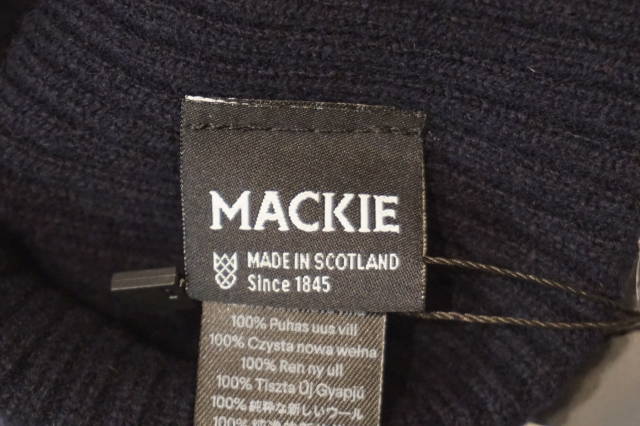 MACKIE
MADE IN SCOTLAND
Since 1845
100% Puhas uus vill
100% Czysta nowa wełna
100% Ren ny ull
100% Tiszta Új Gyapjú
100% 純粋な新しいウール